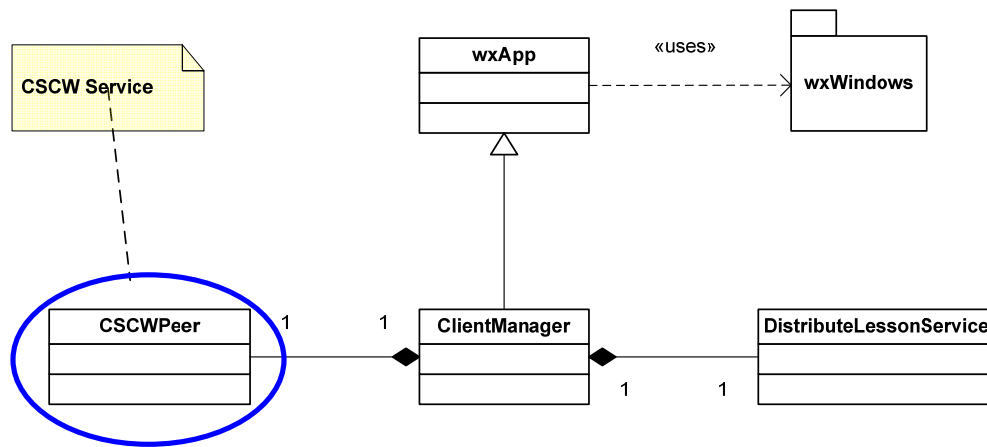 wxApp
«uses»
CSCW Service
wxWindows
CSCWPeer
1
1
ClientManager
DistributeLessonService
1
1